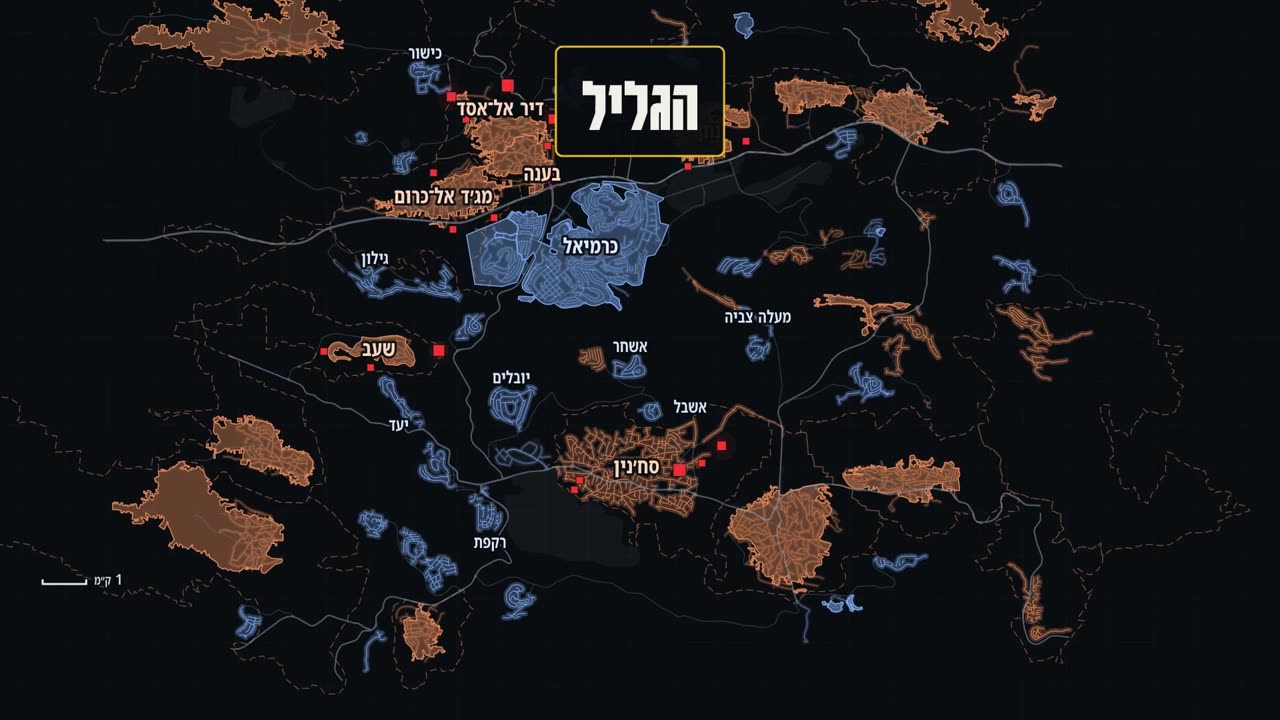 הגליל
כישור
דיר אל־אסד
בענה
מג׳ד אל־כרום
כרמיאל
גילון
מעלה צביה
שעב
אשחר
יובלים
אשבל
יעד
סח׳נין
רקפת
1 ק״מ